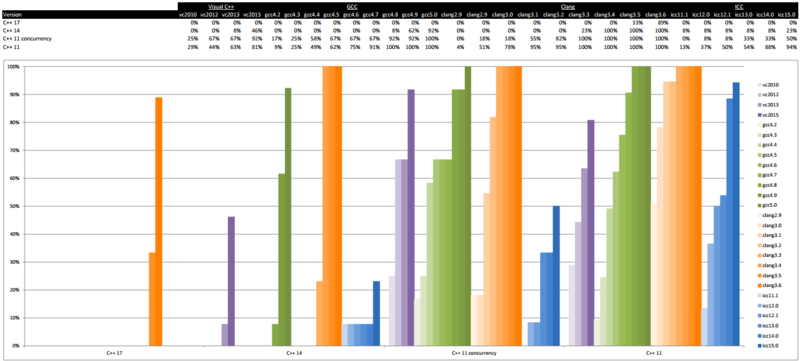 Visual C++ GCC Clang ICC
Version vc2010 vc2012 vc2013 vc2015 gcc4.2 gcc4.3 gcc4.4 gcc4.5 gcc4.6 gcc4.7 gcc4.8 gcc4.9 gcc5.0 clang2.9 clang2.9 clang3.0 clang3.1 clang3.2 clang3.3 clang3.4 clang3.5 clang3.6 icc11.1 icc12.0 icc12.1 icc13.0 icc14.0 icc15.0
C++ 17 0% 0% 0% 0% 0% 0% 0% 0% 0% 0% 0% 0% 0% 0% 0% 0% 0% 0% 0% 0% 33% 89% 0% 0% 0% 0% 0% 0%
C++ 14 0% 0% 8% 46% 0% 0% 0% 0% 0% 0% 8% 62% 92% 0% 0% 0% 0% 0% 23% 100% 100% 100% 8% 8% 8% 8% 8% 23%
C++ 11 concurrency 25% 67% 67% 92% 17% 25% 58% 67% 67% 67% 92% 92% 100% 0% 18% 18% 55% 82% 100% 100% 100% 100% 0% 8% 8% 33% 33% 50%
C++ 11 29% 44% 63% 81% 9% 25% 49% 62% 75% 91% 100% 100% 100% 4% 51% 78% 95% 95% 100% 100% 100% 13% 37% 50% 54% 88% 94%
100%
90%
80%
70%
60%
50%
40%
30%
20%
10%
0%
C++ 17 C++ 14 C++ 11 concurrency C++ 11
vc2010
vc2012
vc2013
vc2015
gcc4.2
gcc4.3
gcc4.4
gcc4.5
gcc4.6
gcc4.7
gcc4.8
gcc4.9
gcc5.0
clang2.9
clang3.0
clang3.1
clang3.2
clang3.3
clang3.4
clang3.5
clang3.6
icc11.1
icc12.0
icc12.1
icc13.0
icc14.0
icc15.0